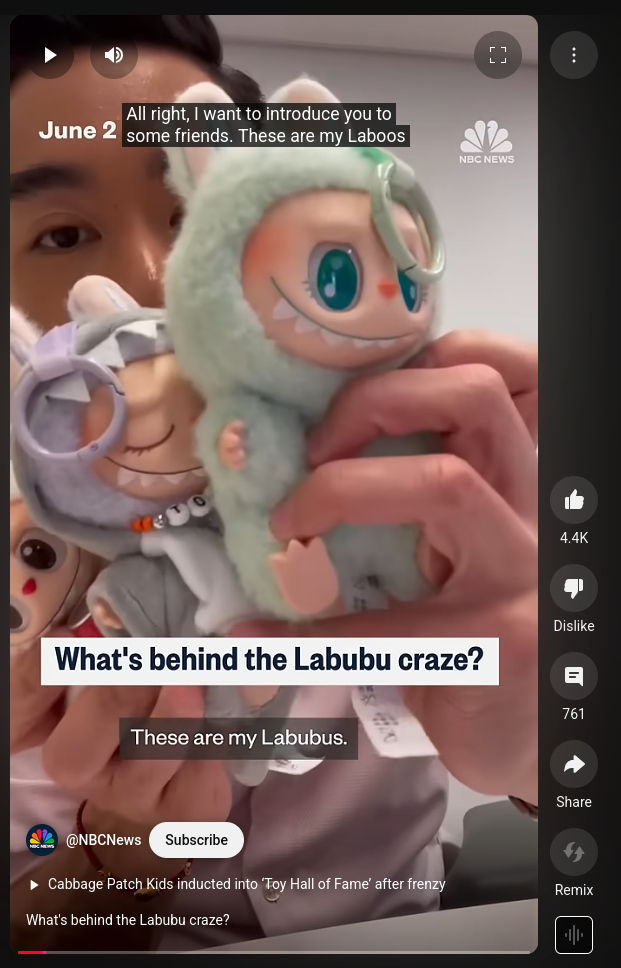 All right, I want to introduce you to
June 2
some friends. These are my Laboos
NBC NEWS
TO
What's behind the Labubu craze?
These are my Labubus.
@NBCNews
Subscribe
Cabbage Patch Kids inducted into ‘Toy Hall of Fame’ after frenzy
What's behind the Labubu craze?
4.4K
Dislike
761
Share
Remix